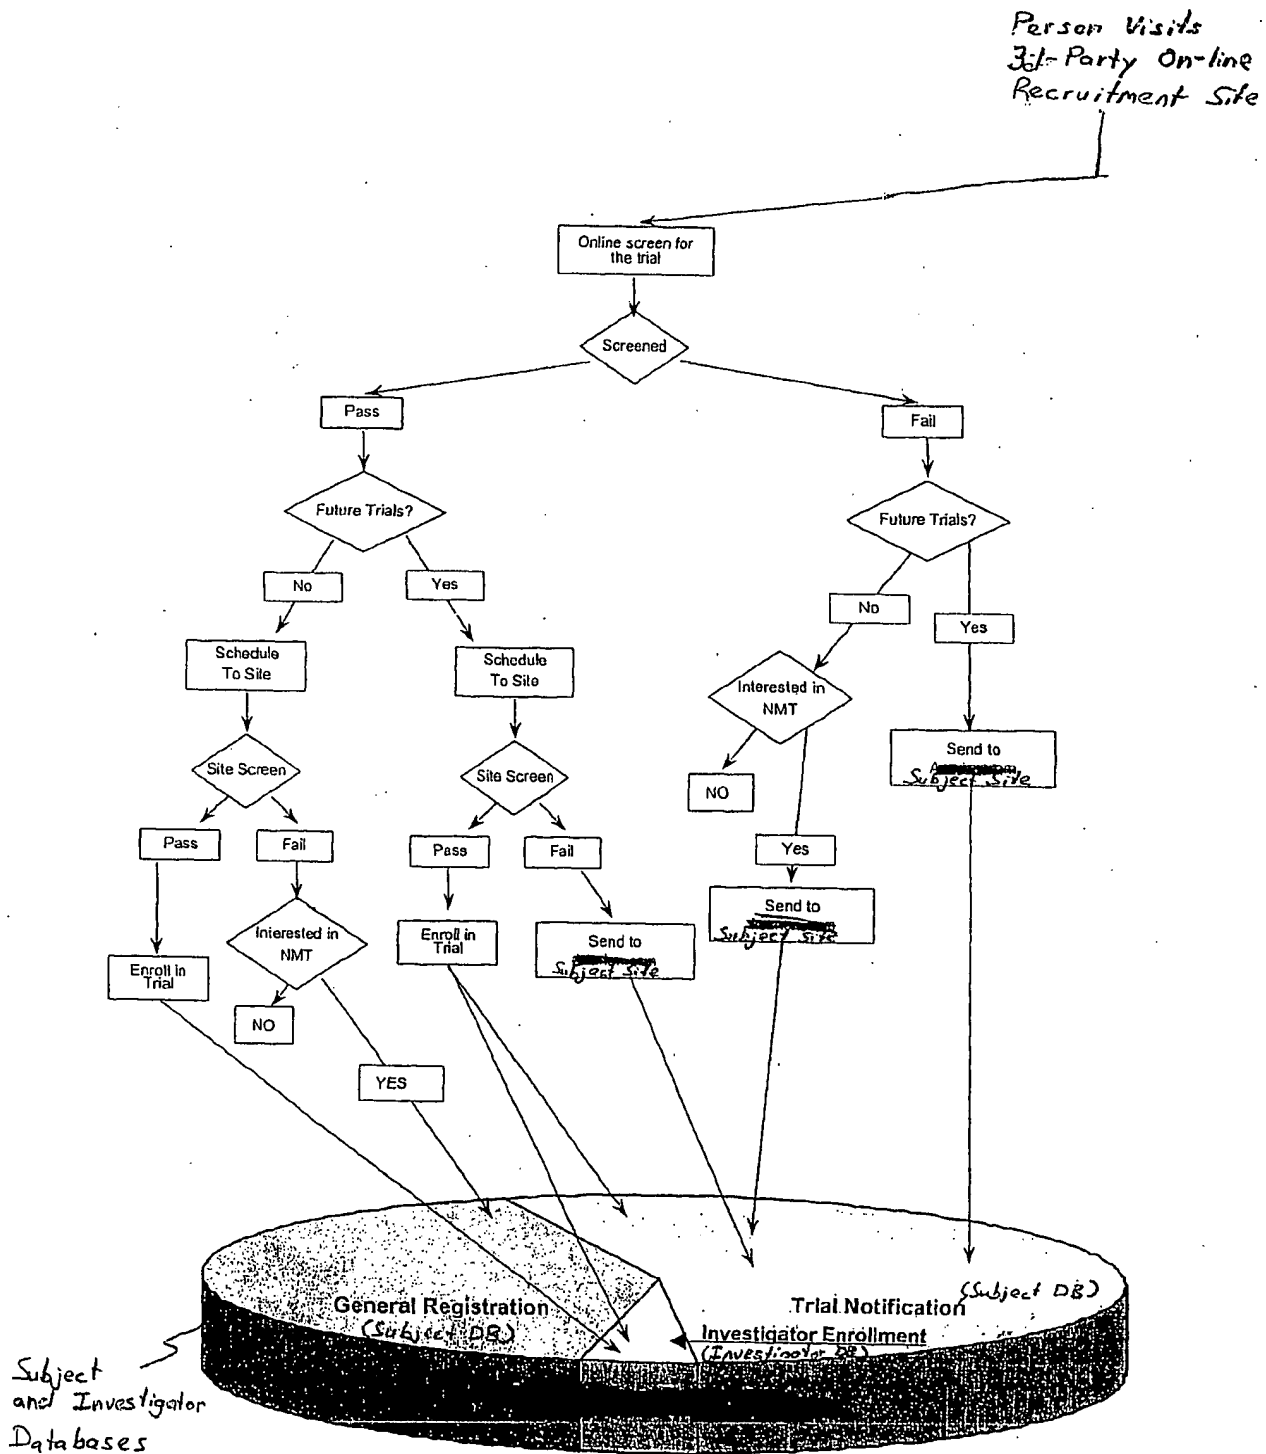 Person Visits
3rd-Party On-line
Recruitment Site
Online screen for
the trial
Screened
Pass
Fail
Future Trials?
Future Trials?
No
Yes
No
Yes
Schedule
To Site
Schedule
To Site
Interested in
NMT
Send to
Subject Site
Site Screen
Site Screen
NO
Pass
Fail
Pass
Fail
Yes
Send to
Subject Site
Interested in
NMT
Enroll in
Trial
Send to
Subject Site
Enroll in
Trial
NO
YES
General Registration
(Subject DB)
Trial Notification
(Subject DB)
Investigator Enrollment
(Investigator DB)
Subject
and Investigator
Databases